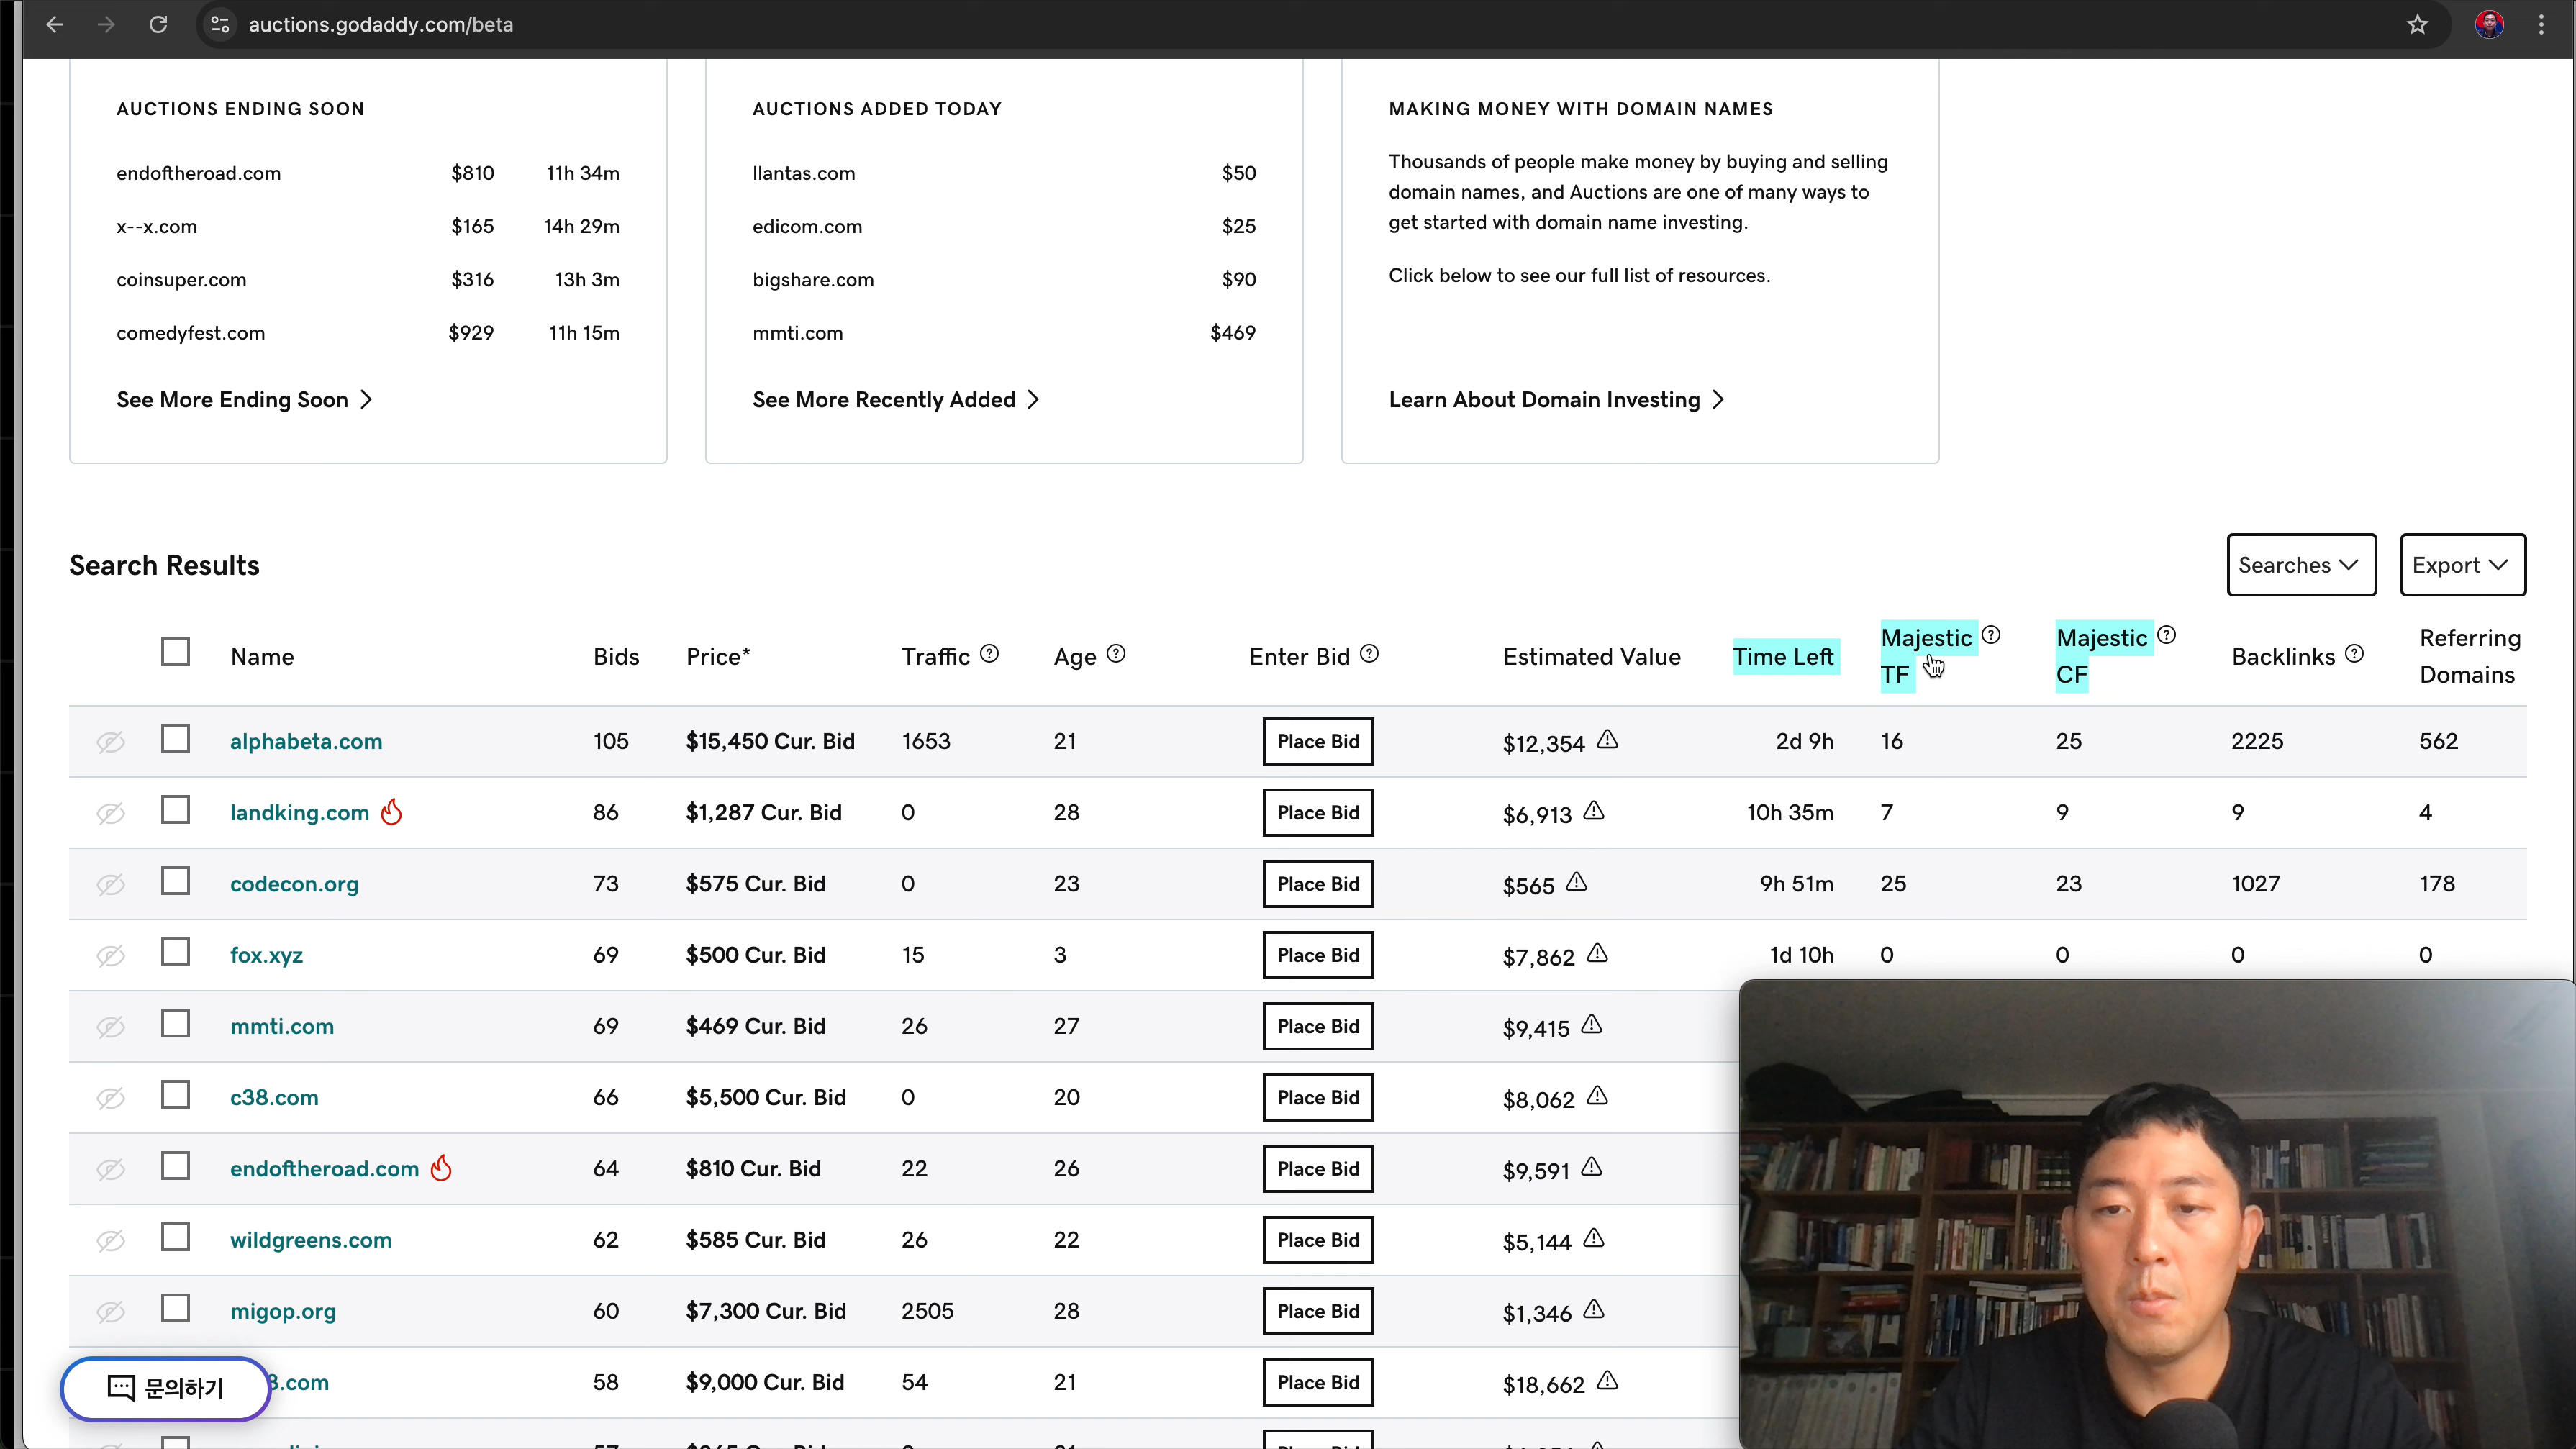 auctions.godaddy.com/beta
AUCTIONS ENDING SOON
endoftheroad.com $810 11h 34m
x--x.com $165 14h 29m
coinsuper.com $316 13h 3m
comedyfest.com $929 11h 15m
See More Ending Soon
AUCTIONS ADDED TODAY
llantas.com $50
edicom.com $25
bigshare.com $90
mmti.com $469
See More Recently Added
MAKING MONEY WITH DOMAIN NAMES
Thousands of people make money by buying and selling
domain names, and Auctions are one of many ways to
get started with domain name investing.
Click below to see our full list of resources.
Learn About Domain Investing
Search Results
Searches
Export
Name Bids Price* Traffic Age Enter Bid Estimated Value Time Left Majestic TF Majestic CF Backlinks Referring Domains
alphabeta.com 105 $15,450 Cur. Bid 1653 21 Place Bid $12,354 2d 9h 16 25 2225 562
landking.com 86 $1,287 Cur. Bid 0 28 Place Bid $6,913 10h 35m 7 9 9 4
codecon.org 73 $575 Cur. Bid 0 23 Place Bid $565 9h 51m 25 23 1027 178
fox.xyz 69 $500 Cur. Bid 15 3 Place Bid $7,862 1d 10h 0 0 0 0
mmti.com 69 $469 Cur. Bid 26 27 Place Bid $9,415
c38.com 66 $5,500 Cur. Bid 0 20 Place Bid $8,062
endoftheroad.com 64 $810 Cur. Bid 22 26 Place Bid $9,591
wildgreens.com 62 $585 Cur. Bid 26 22 Place Bid $5,144
migop.org 60 $7,300 Cur. Bid 2505 28 Place Bid $1,346
3.com 58 $9,000 Cur. Bid 54 21 Place Bid $18,662
문의하기